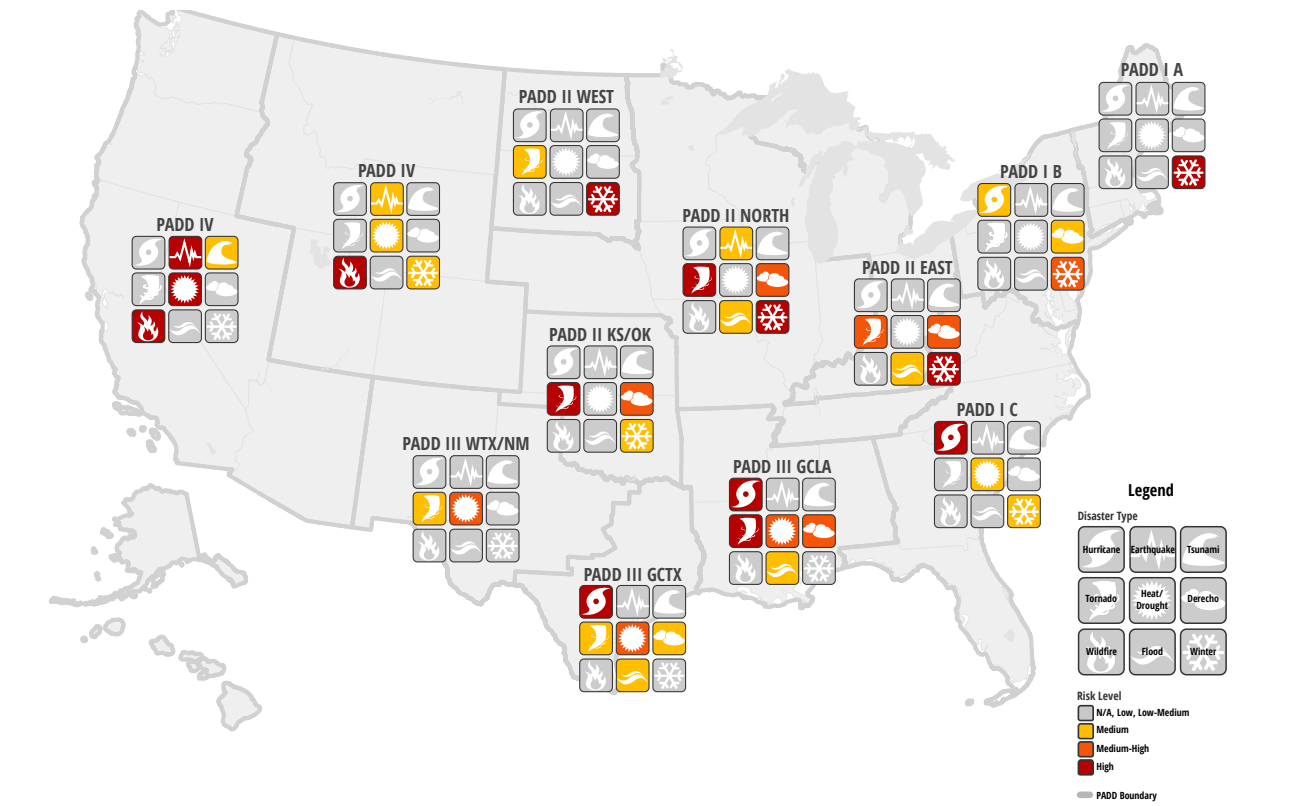 PADD I A
PADD II WEST
PADD IV
PADD I B
PADD II NORTH
PADD IV
PADD II EAST
PADD II KS/OK
PADD I C
PADD III WTX/NM
PADD III GCLA
PADD III GCTX
Legend
Disaster Type
Hurricane Earthquake Tsunami
Tornado Heat/ Derecho
Drought
Wildfire Flood Winter
Risk Level
N/A, Low, Low-Medium
Medium
Medium-High
High
PADD Boundary